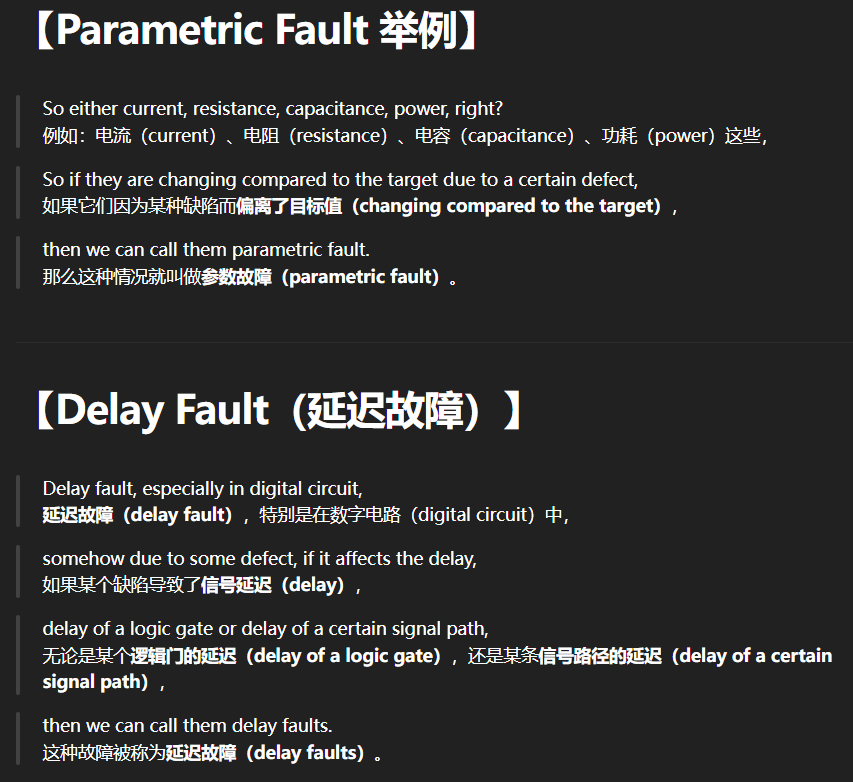 【Parametric Fault 举例】
So either current, resistance, capacitance, power, right?
例如：电流（current）、电阻（resistance）、电容（capacitance）、功耗（power）这些，
So if they are changing compared to the target due to a certain defect,
如果它们因为某种缺陷而偏离了目标值（changing compared to the target），
then we can call them parametric fault.
那么这种情况就叫做参数故障（parametric fault）。
【Delay Fault（延迟故障）】
Delay fault, especially in digital circuit,
延迟故障（delay fault），特别是在数字电路（digital circuit）中，
somehow due to some defect, if it affects the delay,
如果某个缺陷导致了信号延迟（delay），
delay of a logic gate or delay of a certain signal path,
无论是某个逻辑门的延迟（delay of a logic gate），还是某条信号路径的延迟（delay of a certain
signal path），
then we can call them delay faults.
这种故障被称为延迟故障（delay faults）。